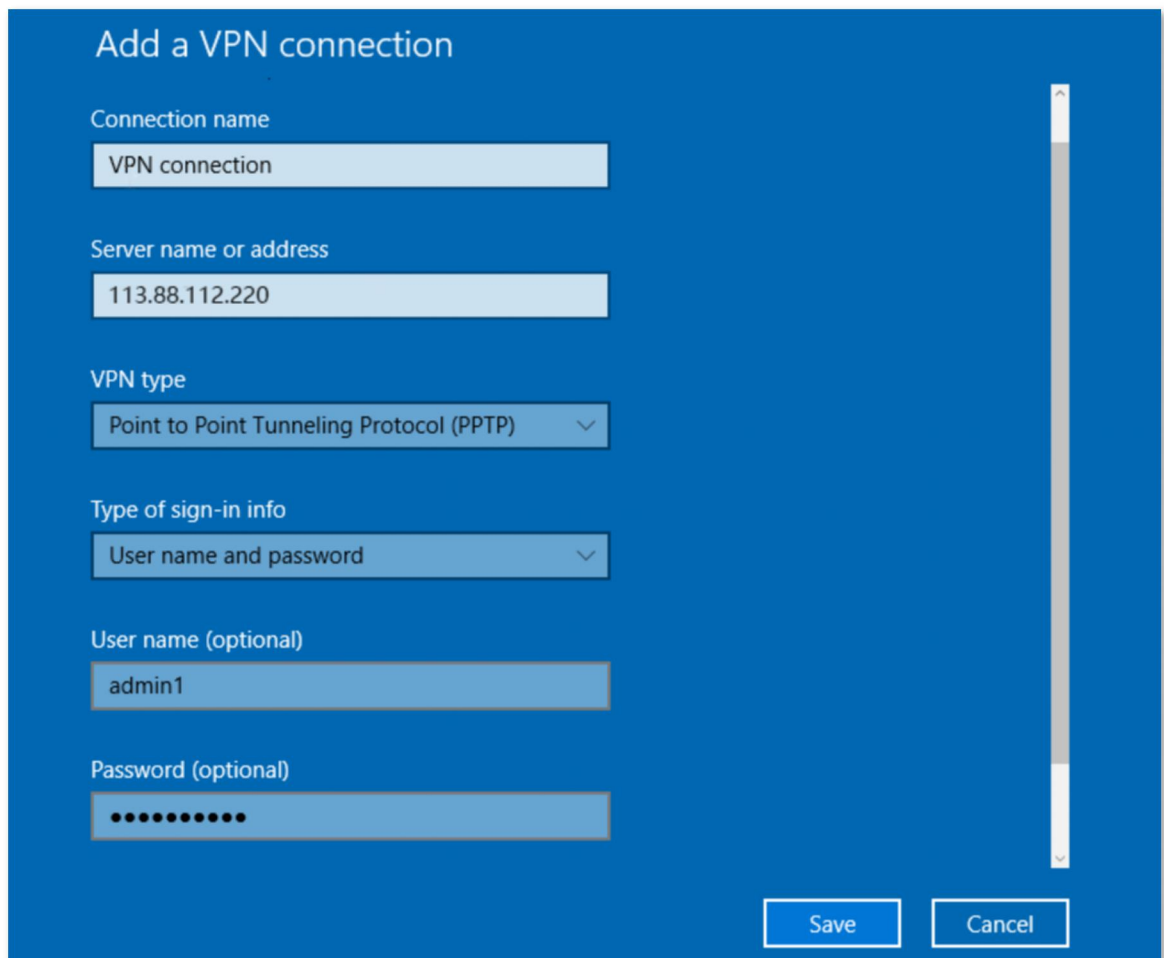 Add a VPN connection
Connection name
VPN connection
Server name or address
113.88.112.220
VPN type
Point to Point Tunneling Protocol (PPTP)
Type of sign-in info
User name and password
User name (optional)
admin1
Password (optional)
••••••••••
Save
Cancel